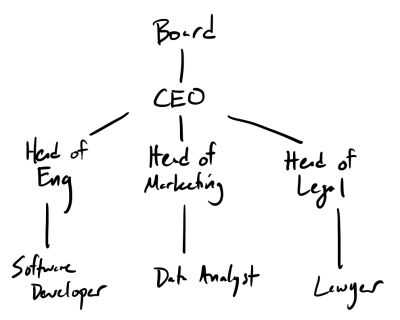 Board
CEO
Head of
Eng
Head of
Marketing
Head of
Legal
Software
Developer
Data Analyst
Lawyer